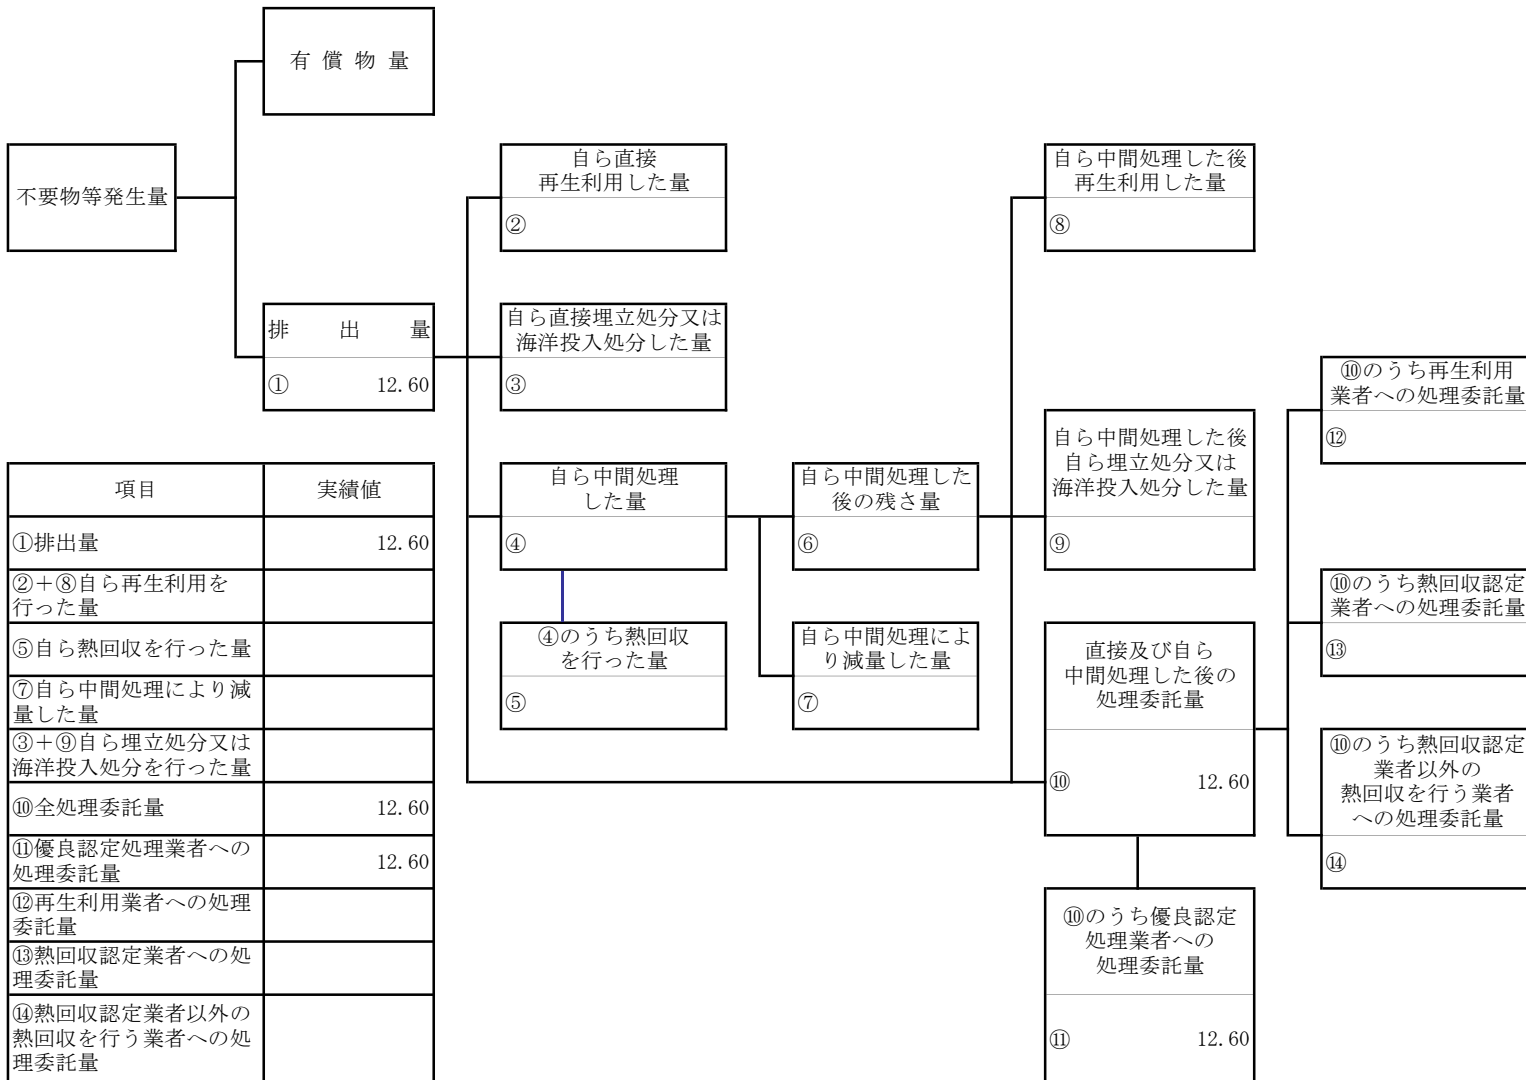 有 償 物 量
不要物等発生量
自ら直接
再生利用した量
②
自ら中間処理した後
再生利用した量
⑧
排 出 量
① 12.60
自ら直接埋立処分又は
海洋投入処分した量
③
⑩のうち再生利用
業者への処理委託量
⑫
自ら中間処理した後
自ら埋立処分又は
海洋投入処分した量
⑨
自ら中間処理
した量
④
自ら中間処理した
後の残さ量
⑥
⑩のうち熱回収認定
業者への処理委託量
⑬
④のうち熱回収
を行った量
⑤
自ら中間処理によ
り減量した量
⑦
直接及び自ら
中間処理した後の
処理委託量
⑩ 12.60
⑩のうち熱回収認定
業者以外の
熱回収を行う業者
への処理委託量
⑭
⑩のうち優良認定
処理業者への
処理委託量
⑪ 12.60
項目 実績値
①排出量 12.60
②＋⑧自ら再生利用を
行った量
⑤自ら熱回収を行った量
⑦自ら中間処理により減
量した量
③＋⑨自ら埋立処分又は
海洋投入処分を行った量
⑩全処理委託量 12.60
⑪優良認定処理業者への
処理委託量 12.60
⑫再生利用業者への処理
委託量
⑬熱回収認定業者への処
理委託量
⑭熱回収認定業者以外の
熱回収を行う業者への処
理委託量